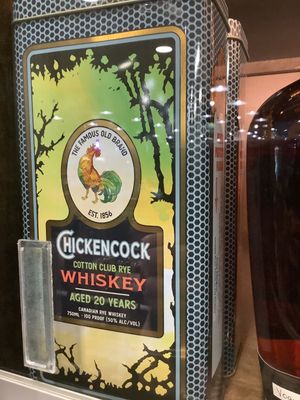 THE FAMOUS OLD BRAND
EST. 1856
CHICKENCOCK
COTTON CLUB RYE
WHISKEY
AGED 20 YEARS
CANADIAN RYE WHISKEY
750ML · 100 PROOF (50% ALC/VOL)